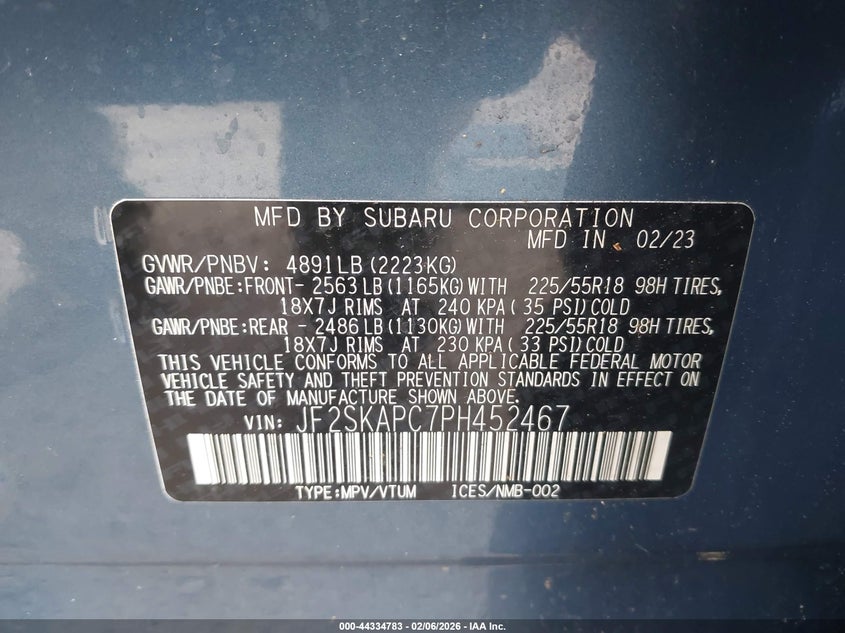 MFD BY SUBARU CORPORATION
MFD IN 02/23
GVWR/PNBV: 4891LB(2223KG)
GAWR/PNBE:FRONT- 2563LB(1165KG)WITH 225/55R18 98H TIRES,
18X7J RIMS AT 240 KPA(35 PSI)COLD
GAWR/PNBE:REAR - 2486LB(1130KG)WITH 225/55R18 98H TIRES,
18X7J RIMS AT 230 KPA(33 PSI)COLD
THIS VEHICLE CONFORMS TO ALL APPLICABLE FEDERAL MOTOR
VEHICLE SAFETY AND THEFT PREVENTION STANDARDS IN EFFECT ON
THE DATE OF MANUFACTURE SHOWN ABOVE.
VIN: JF2SKAPC7PH452467
TYPE:MPV/VTUM ICES/NMB-002
000-44334783 - 02/06/2026 - IAA Inc.